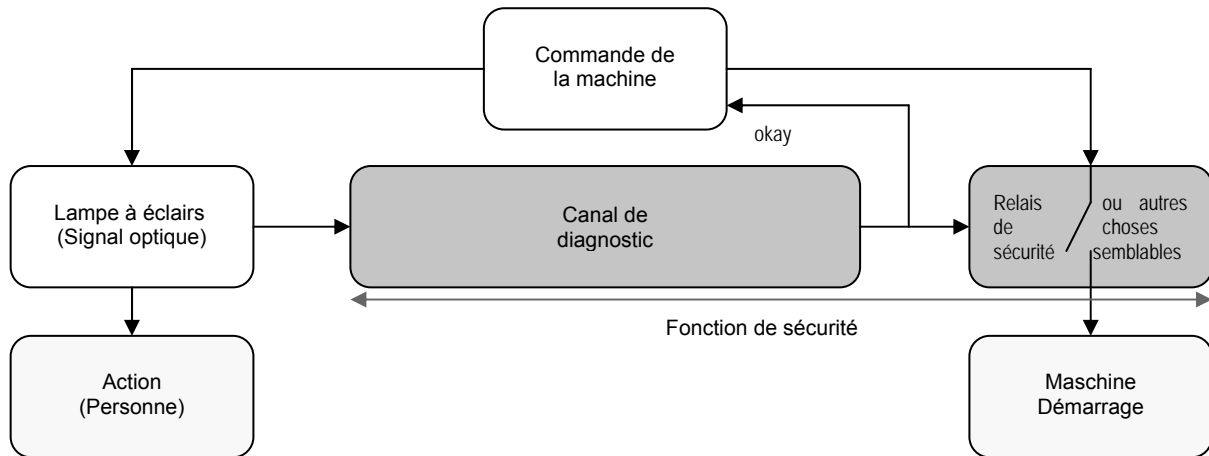 Commande de
la machine
okay
Lampe à éclairs
(Signal optique)
Canal de
diagnostic
Relais ou autres
de choses
sécurité semblables
Fonction de sécurité
Action
(Personne)
Maschine
Démarrage